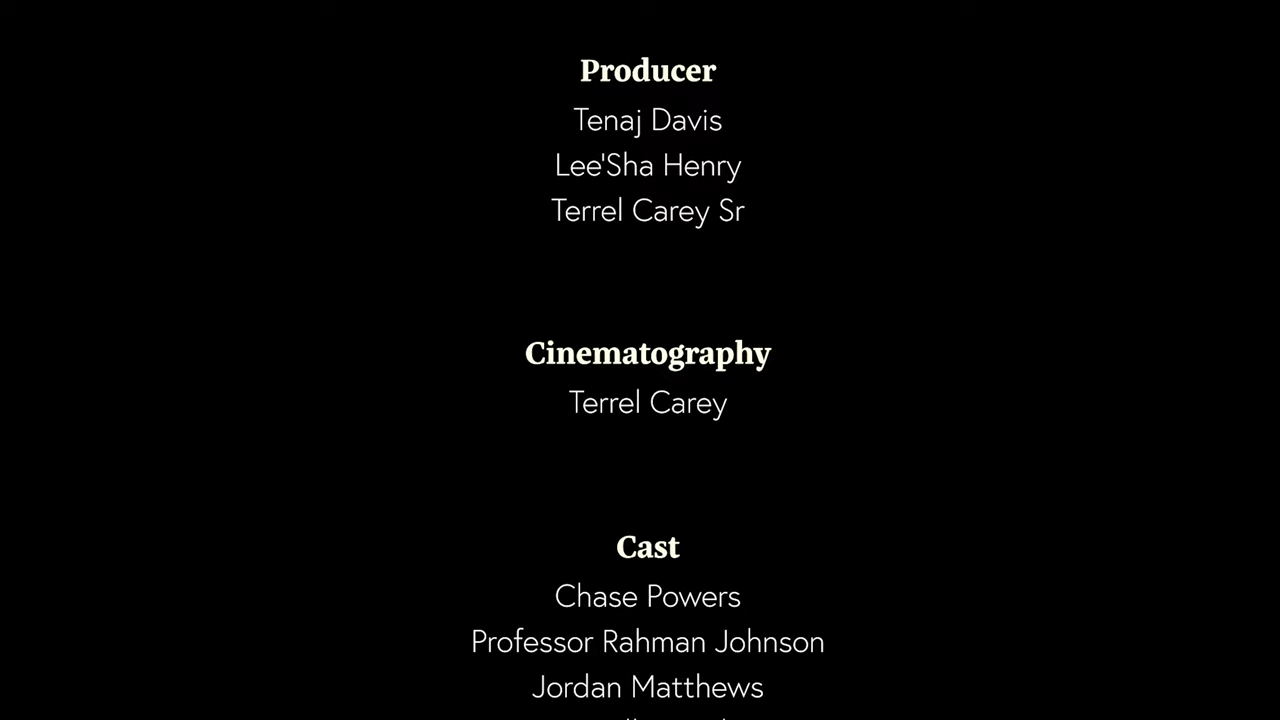 Producer
Tenaj Davis
Lee'Sha Henry
Terrel Carey Sr
Cinematography
Terrel Carey
Cast
Chase Powers
Professor Rahman Johnson
Jordan Matthews